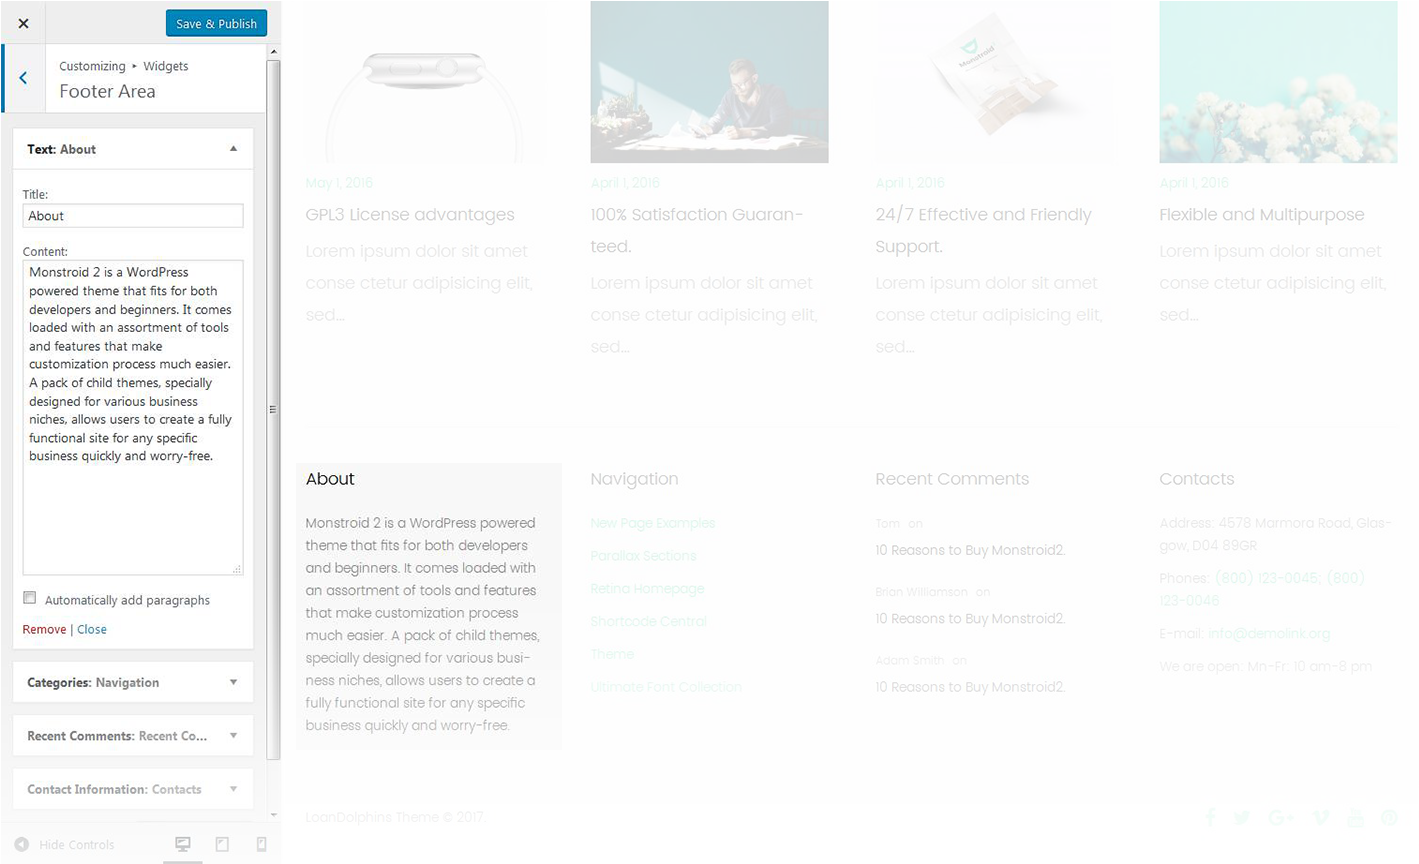 Save & Publish
Customizing ▸ Widgets
Footer Area
Text: About
Title:
About
Content:
Monstroid 2 is a WordPress
powered theme that fits for both
developers and beginners. It comes
loaded with an assortment of tools
and features that make
customization process much easier.
A pack of child themes, specially
designed for various business
niches, allows users to create a fully
functional site for any specific
business quickly and worry-free.
Automatically add paragraphs
Remove | Close
Categories: Navigation
Recent Comments: Recent Co...
Contact Information: Contacts
Hide Controls
May 1, 2016
GPL3 License advantages
Lorem ipsum dolor sit amet
conse ctetur adipisicing elit,
sed...
April 1, 2016
100% Satisfaction Guaran-
teed.
Lorem ipsum dolor sit amet
conse ctetur adipisicing elit,
sed...
Monstroid
April 1, 2016
24/7 Effective and Friendly
Support.
Lorem ipsum dolor sit amet
conse ctetur adipisicing elit,
sed...
April 1, 2016
Flexible and Multipurpose
Lorem ipsum dolor sit amet
conse ctetur adipisicing elit,
sed...
About
Monstroid 2 is a WordPress powered
theme that fits for both developers
and beginners. It comes loaded with
an assortment of tools and features
that make customization process
much easier. A pack of child themes,
specially designed for various busi-
ness niches, allows users to create a
fully functional site for any specific
business quickly and worry-free.
Navigation
New Page Examples
Parallax Sections
Retina Homepage
Shortcode Central
Theme
Ultimate Font Collection
Recent Comments
Tom on
10 Reasons to Buy Monstroid2.
Brian Williamson on
10 Reasons to Buy Monstroid2.
Adam Smith on
10 Reasons to Buy Monstroid2.
Contacts
Address: 4578 Marmora Road, Glas-
gow, D04 89GR
Phones: (800) 123-0045; (800)
123-0046
E-mail: info@demolink.org
We are open: Mn-Fr: 10 am-8 pm
LoonDolphins Theme © 2017.